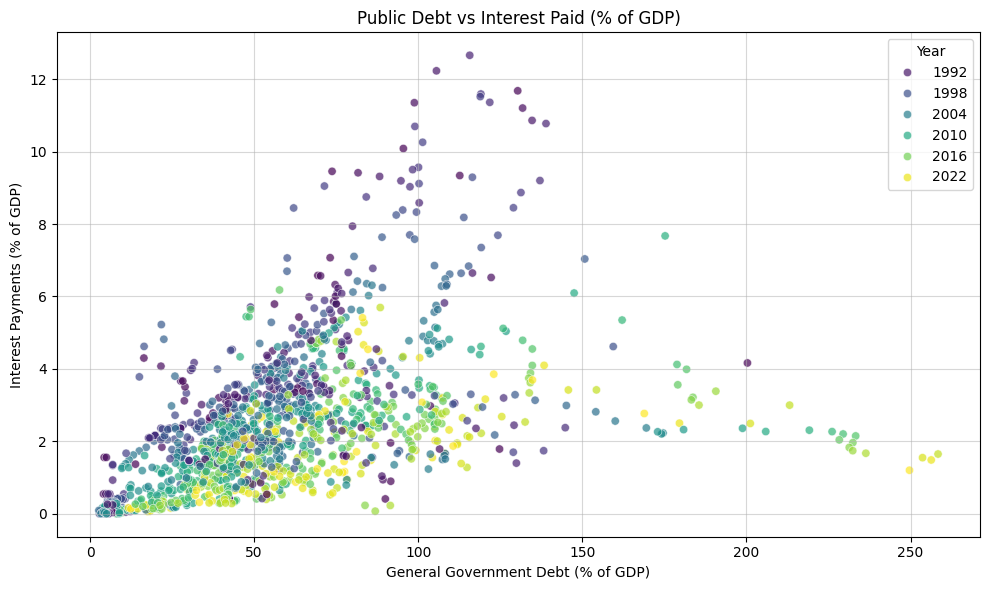 Public Debt vs Interest Paid (% of GDP)
Year
1992
1998
2004
2010
2016
2022
Interest Payments (% of GDP)
12
10
8
6
4
2
0
0 50 100 150 200 250
General Government Debt (% of GDP)